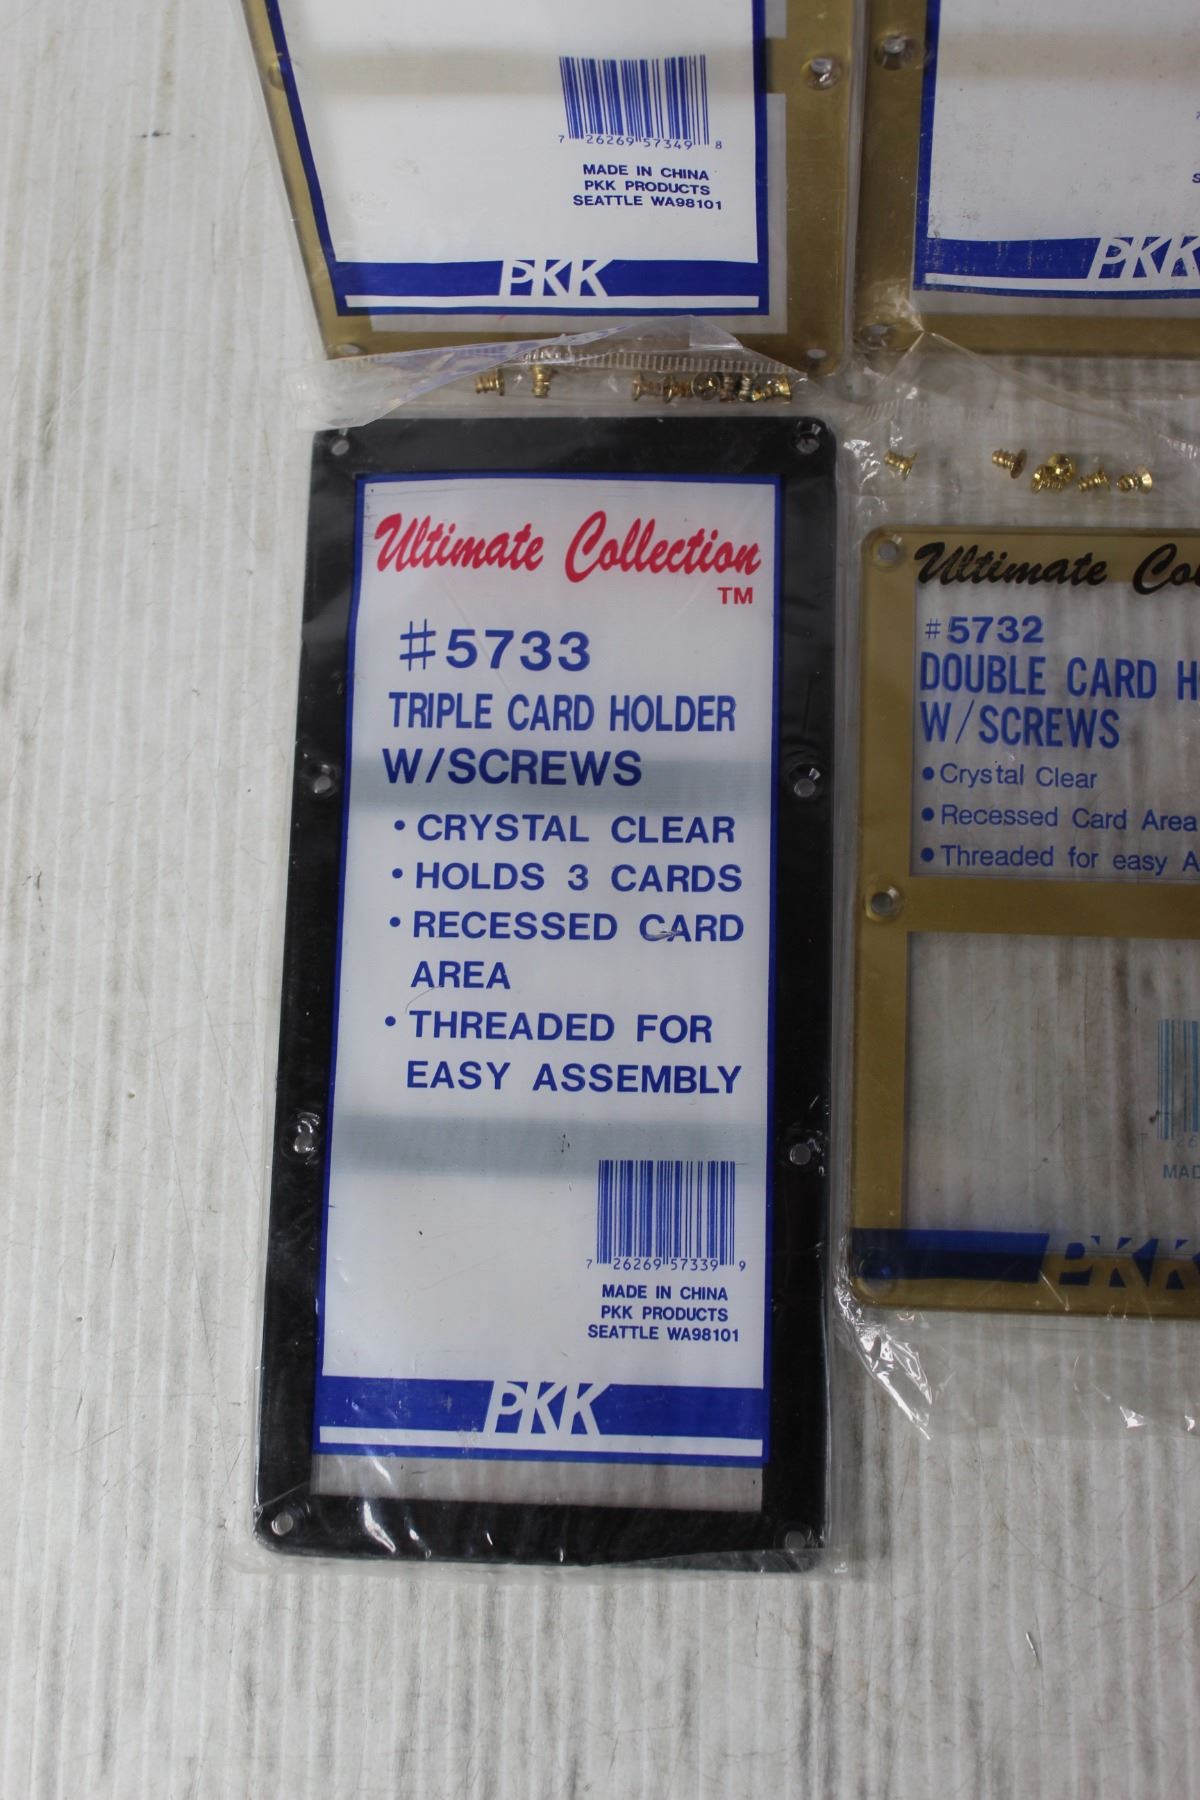 7 26269 57349 8
MADE IN CHINA
PKK PRODUCTS
SEATTLE WA98101
PKK
PKK
Ultimate Collection
TM
#5733
TRIPLE CARD HOLDER
W/SCREWS
• CRYSTAL CLEAR
• HOLDS 3 CARDS
• RECESSED CARD
AREA
• THREADED FOR
EASY ASSEMBLY
7 26269 57339 9
MADE IN CHINA
PKK PRODUCTS
SEATTLE WA98101
PKK
Ultimate
#5732
DOUBLE CARD
W/SCREWS
• Crystal Clear
• Recessed Card Area
• Threaded for easy
PKK